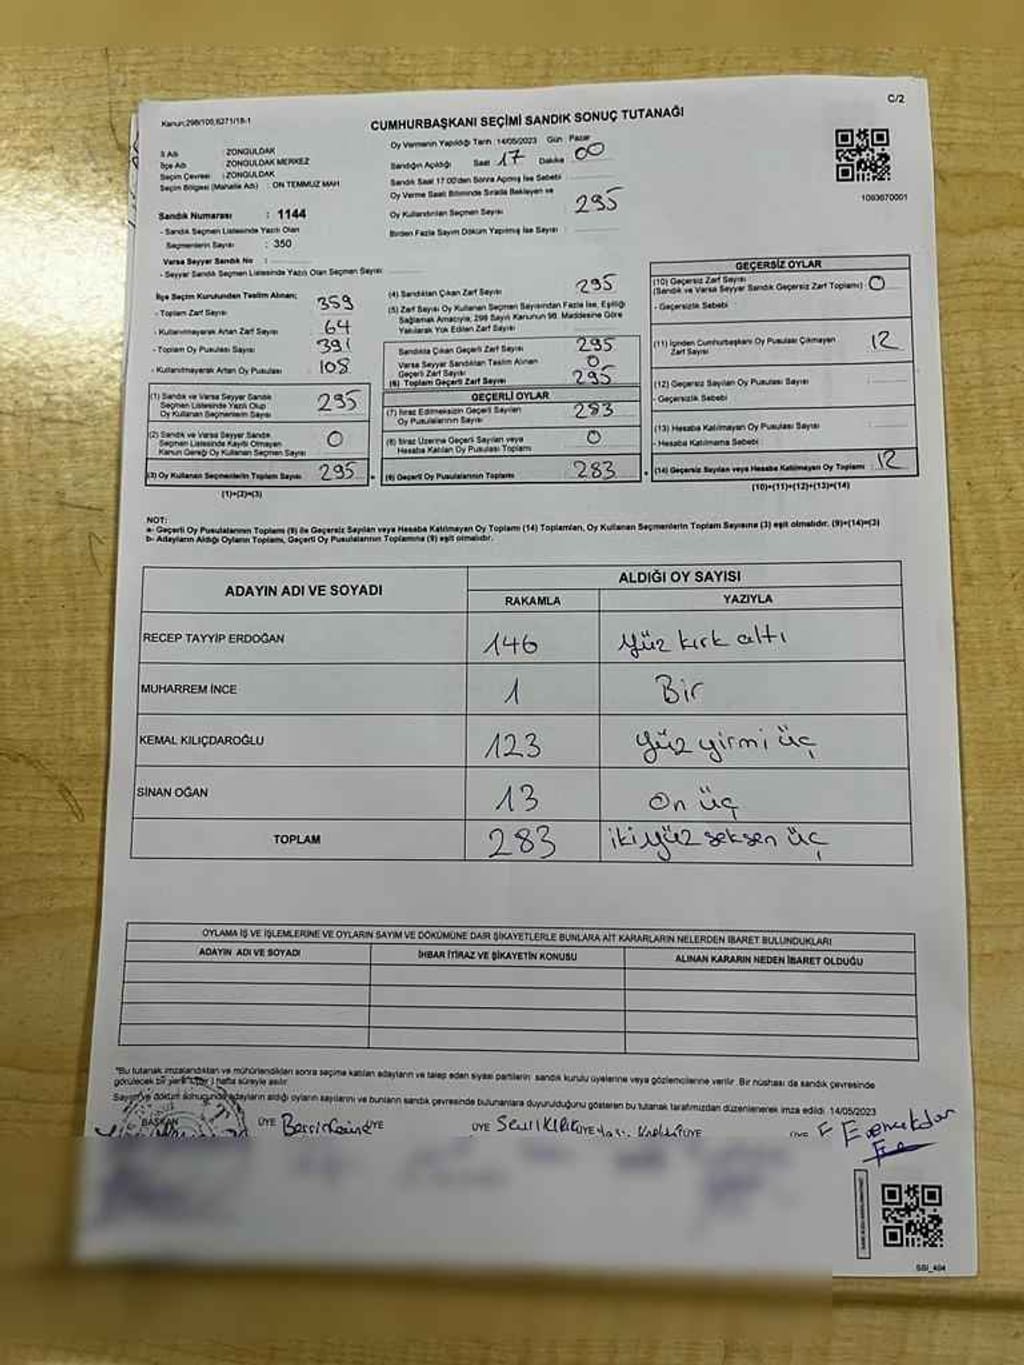 C/2
Kanun;298/105,6271/18-1
CUMHURBAŞKANI SEÇİMİ SANDIK SONUÇ TUTANAĞI
İl Adı : ZONGULDAK
İlçe Adı : ZONGULDAK MERKEZ
Seçim Çevresi : ZONGULDAK
Seçim Bölgesi (Mahalle Adı) : ON TEMMUZ MAH
Sandık Numarası : 1144
- Sandık Seçmen Listesinde Yazılı Olan
Seçmenlerin Sayısı : 350
Varsa Seyyar Sandık No :
- Seyyar Sandık Seçmen Listesinde Yazılı Olan Seçmen Sayısı
Oy Vermenin Yapıldığı Tarih : 14/05/2023 Gün : Pazar
Sandığın Açıldığı Saat 17 Dakika 00
Sandık Saat 17:00'den Sonra Açılmış İse Sebebi
Oy Verme Saati Bitiminde Sırada Bekleyen ve
Oy Kullandırılan Seçmen Sayısı 295
Birden Fazla Sayım Döküm Yapılmış İse Sayısı :
1093670001
İlçe Seçim Kurulundan Teslim Alınan;
- Toplam Zarf Sayısı 359
- Kullanılmayarak Artan Zarf Sayısı 64
- Toplam Oy Pusulası Sayısı 391
- Kullanılmayarak Artan Oy Pusulası 108
(1) Sandık ve Varsa Seyyar Sandık
Seçmen Listesinde Yazılı Olup
Oy Kullanan Seçmenlerin Sayısı 295
(2) Sandık ve Varsa Seyyar Sandık
Seçmen Listesinde Kayıtlı Olmayan
Kanun Gereği Oy Kullanan Seçmen Sayısı 0
(3) Oy Kullanan Seçmenlerin Toplam Sayısı 295
(1)+(2)=(3)
(4) Sandıktan Çıkan Zarf Sayısı 295
(5) Zarf Sayısı Oy Kullanan Seçmen Sayısından Fazla İse, Eşitliği
Sağlamak Amacıyla, 298 Sayılı Kanunun 98. Maddesine Göre
Yakılarak Yok Edilen Zarf Sayısı
Sandıkta Çıkan Geçerli Zarf Sayısı 295
Varsa Seyyar Sandıktan Teslim Alınan
Geçerli Zarf Sayısı 0
(6) Toplam Geçerli Zarf Sayısı 295
GEÇERLİ OYLAR
(7) İtiraz Edilmeksizin Geçerli Sayılan
Oy Pusulalarının Sayısı 283
(8) İtiraz Üzerine Geçerli Sayılan veya
Hesaba Katılan Oy Pusulası Toplamı 0
(9) Geçerli Oy Pusulalarının Toplamı 283
GEÇERSİZ OYLAR
(10) Geçersiz Zarf Sayısı
(Sandık ve Varsa Seyyar Sandık Geçersiz Zarf Toplamı) 0
- Geçersizlik Sebebi
(11) İçinden Cumhurbaşkanı Oy Pusulası Çıkmayan
Zarf Sayısı 12
(12) Geçersiz Sayılan Oy Pusulası Sayısı
- Geçersizlik Sebebi
(13) Hesaba Katılmayan Oy Pusulası Sayısı
- Hesaba Katılmama Sebebi
(14) Geçersiz Sayılan veya Hesaba Katılmayan Oy Toplamı 12
(10)+(11)+(12)+(13)=(14)
NOT:
a- Geçerli Oy Pusulalarının Toplamı (9) ile Geçersiz Sayılan veya Hesaba Katılmayan Oy Toplamı (14) Toplamları, Oy Kullanan Seçmenlerin Toplam Sayısına (3) eşit olmalıdır. (9)+(14)=(3)
b- Adayların Aldığı Oyların Toplamı, Geçerli Oy Pusulalarının Toplamına (9) eşit olmalıdır.
ADAYIN ADI VE SOYADI ALDIĞI OY SAYISI
RAKAMLA YAZIYLA
RECEP TAYYİP ERDOĞAN 146 yüz kırk altı
MUHARREM İNCE 1 Bir
KEMAL KILIÇDAROĞLU 123 yüz yirmi üç
SİNAN OĞAN 13 on üç
TOPLAM 283 iki yüz seksen üç
OYLAMA İŞ VE İŞLEMLERİNE VE OYLARIN SAYIM VE DÖKÜMÜNE DAİR ŞİKAYETLERLE BUNLARA AİT KARARLARIN NELERDEN İBARET BULUNDUKLARI
ADAYIN ADI VE SOYADI İHBAR İTİRAZ VE ŞİKAYETİN KONUSU ALINAN KARARIN NEDEN İBARET OLDUĞU
*Bu tutanak imzalandıktan ve mühürlendikten sonra seçime katılan adayların ve talep eden siyasi partilerin sandık kurulu üyelerine veya gözlemcilerine verilir. Bir nüshası da sandık çevresinde
görülecek bir yere hafta süreyle asılır.
Sayım ve döküm sonucunda adayların aldığı oyların sayılarını ve bunların sandık çevresinde bulunanlara duyurulduğunu gösteren bu tutanak tarafımızdan düzenlenerek imza edildi. 14/05/2023
BAŞKAN ÜYE ÜYE ÜYE ÜYE ÜYE
SSI_404